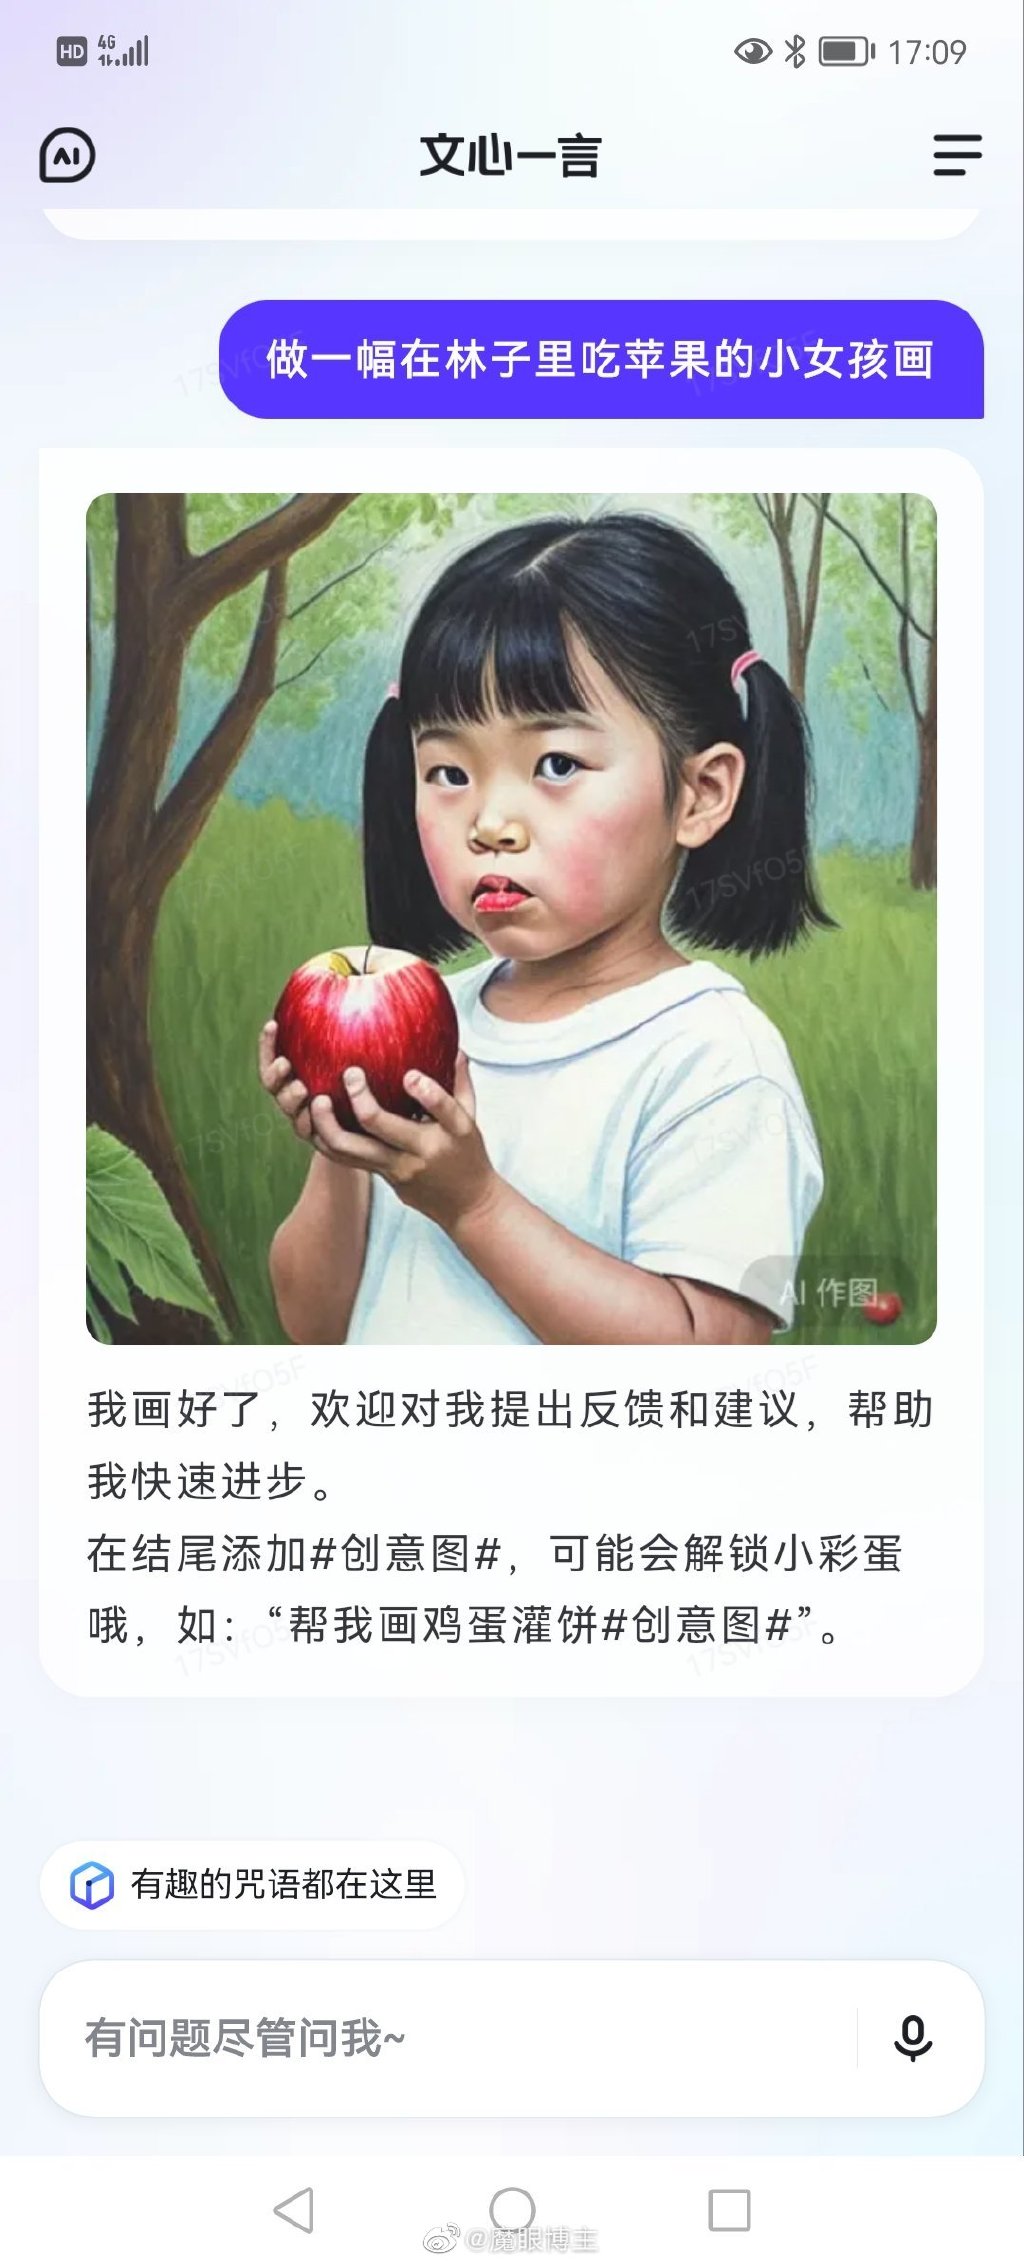 HD 4G 17:09
AI 文心一言
做一幅在林子里吃苹果的小女孩画
AI 作图
我画好了，欢迎对我提出反馈和建议，帮助
我快速进步。
在结尾添加#创意图#，可能会解锁小彩蛋
哦，如：“帮我画鸡蛋灌饼#创意图#”。
有趣的咒语都在这里
有问题尽管问我~
@魔眼博主
17SVfO5F